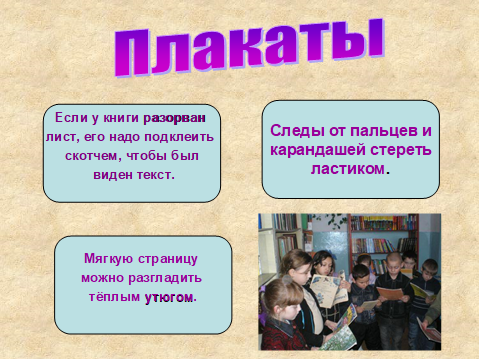 Плакаты
Если у книги разорван
лист, его надо подклеить
скотчем, чтобы был
виден текст.
Следы от пальцев и
карандашей стереть
ластиком.
Мягкую страницу
можно разгладить
тёплым утюгом.